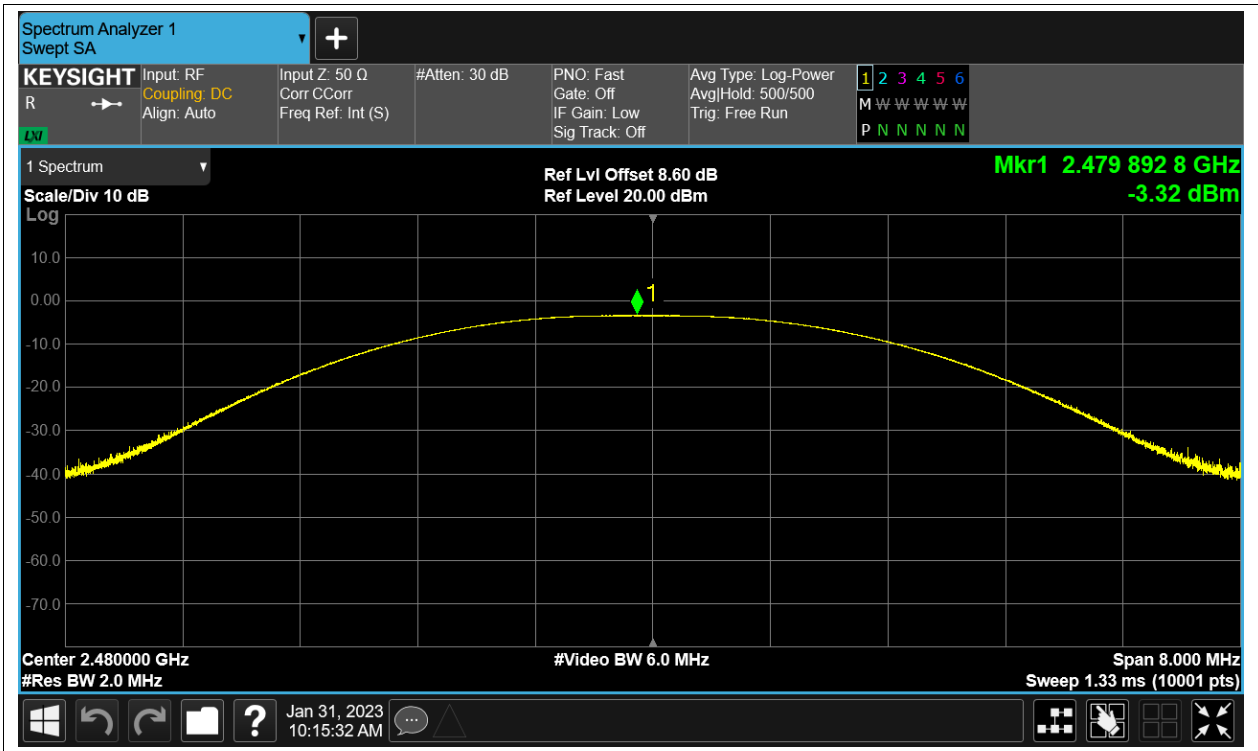 Spectrum Analyzer 1
Swept SA
KEYSIGHT
R
LXI
Input: RF
Coupling: DC
Align: Auto
Input Z: 50 Ω
Corr CCorr
Freq Ref: Int (S)
#Atten: 30 dB
PNO: Fast
Gate: Off
IF Gain: Low
Sig Track: Off
Avg Type: Log-Power
Avg|Hold: 500/500
Trig: Free Run
1 2 3 4 5 6
M W W W W W
P N N N N N
1 Spectrum
Scale/Div 10 dB
Log
Ref Lvl Offset 8.60 dB
Ref Level 20.00 dBm
Mkr1 2.479 892 8 GHz
-3.32 dBm
10.0
0.00
-10.0
-20.0
-30.0
-40.0
-50.0
-60.0
-70.0
1
Center 2.480000 GHz
#Res BW 2.0 MHz
#Video BW 6.0 MHz
Span 8.000 MHz
Sweep 1.33 ms (10001 pts)
?
Jan 31, 2023
10:15:32 AM